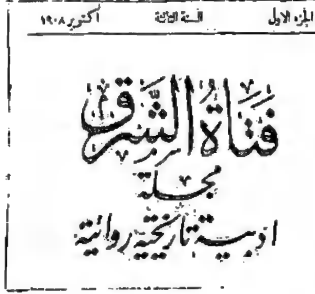 الجزء الاول السنة الثالثة اكتوبر ١٩٠٨
فتاة الشرق
مجلة
ادبية تاريخية روائية